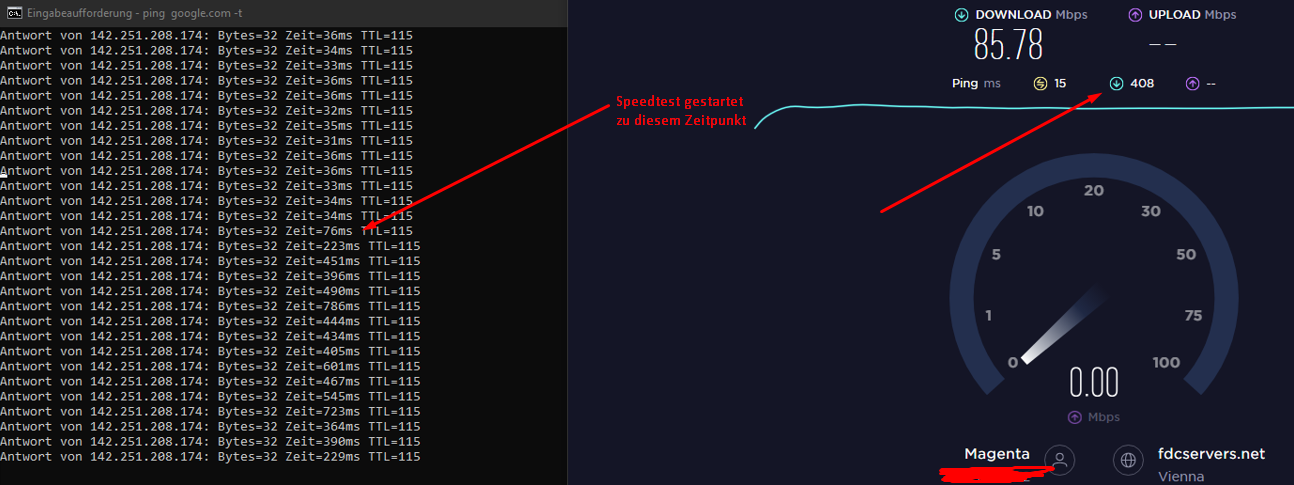 Eingabeaufforderung - ping google.com -t
Antwort von 142.251.208.174: Bytes=32 Zeit=36ms TTL=115
Antwort von 142.251.208.174: Bytes=32 Zeit=34ms TTL=115
Antwort von 142.251.208.174: Bytes=32 Zeit=33ms TTL=115
Antwort von 142.251.208.174: Bytes=32 Zeit=36ms TTL=115
Antwort von 142.251.208.174: Bytes=32 Zeit=36ms TTL=115
Antwort von 142.251.208.174: Bytes=32 Zeit=32ms TTL=115
Antwort von 142.251.208.174: Bytes=32 Zeit=35ms TTL=115
Antwort von 142.251.208.174: Bytes=32 Zeit=31ms TTL=115
Antwort von 142.251.208.174: Bytes=32 Zeit=36ms TTL=115
Antwort von 142.251.208.174: Bytes=32 Zeit=36ms TTL=115
Antwort von 142.251.208.174: Bytes=32 Zeit=33ms TTL=115
Antwort von 142.251.208.174: Bytes=32 Zeit=34ms TTL=115
Antwort von 142.251.208.174: Bytes=32 Zeit=34ms TTL=115
Antwort von 142.251.208.174: Bytes=32 Zeit=76ms TTL=115
Antwort von 142.251.208.174: Bytes=32 Zeit=223ms TTL=115
Antwort von 142.251.208.174: Bytes=32 Zeit=451ms TTL=115
Antwort von 142.251.208.174: Bytes=32 Zeit=396ms TTL=115
Antwort von 142.251.208.174: Bytes=32 Zeit=490ms TTL=115
Antwort von 142.251.208.174: Bytes=32 Zeit=786ms TTL=115
Antwort von 142.251.208.174: Bytes=32 Zeit=444ms TTL=115
Antwort von 142.251.208.174: Bytes=32 Zeit=434ms TTL=115
Antwort von 142.251.208.174: Bytes=32 Zeit=405ms TTL=115
Antwort von 142.251.208.174: Bytes=32 Zeit=601ms TTL=115
Antwort von 142.251.208.174: Bytes=32 Zeit=467ms TTL=115
Antwort von 142.251.208.174: Bytes=32 Zeit=545ms TTL=115
Antwort von 142.251.208.174: Bytes=32 Zeit=723ms TTL=115
Antwort von 142.251.208.174: Bytes=32 Zeit=364ms TTL=115
Antwort von 142.251.208.174: Bytes=32 Zeit=390ms TTL=115
Antwort von 142.251.208.174: Bytes=32 Zeit=229ms TTL=115
Speedtest gestartet
zu diesem Zeitpunkt
DOWNLOAD Mbps UPLOAD Mbps
85.78 --
Ping ms 15 408 --
0
1
5
10
20
30
50
75
100
0.00
Mbps
Magenta
fdcservers.net
Vienna